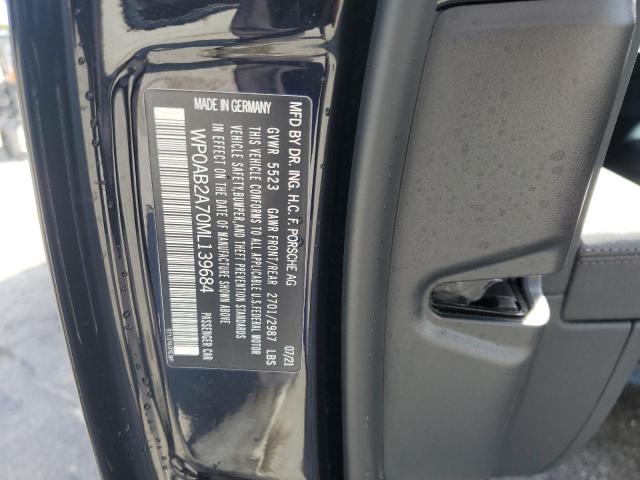 MFD BY DR. ING. H.C. F. PORSCHE AG 07/21
GVWR 5523 GAWR FRONT/REAR 2701/2987 LBS
THIS VEHICLE CONFORMS TO ALL APPLICABLE U.S.FEDERAL MOTOR
VEHICLE SAFETY,BUMPER,AND THEFT PREVENTION STANDARDS
IN EFFECT ON THE DATE OF MANUFACTURE SHOWN ABOVE
MADE IN GERMANY
WP0AB2A70ML139684 PASSENGER CAR